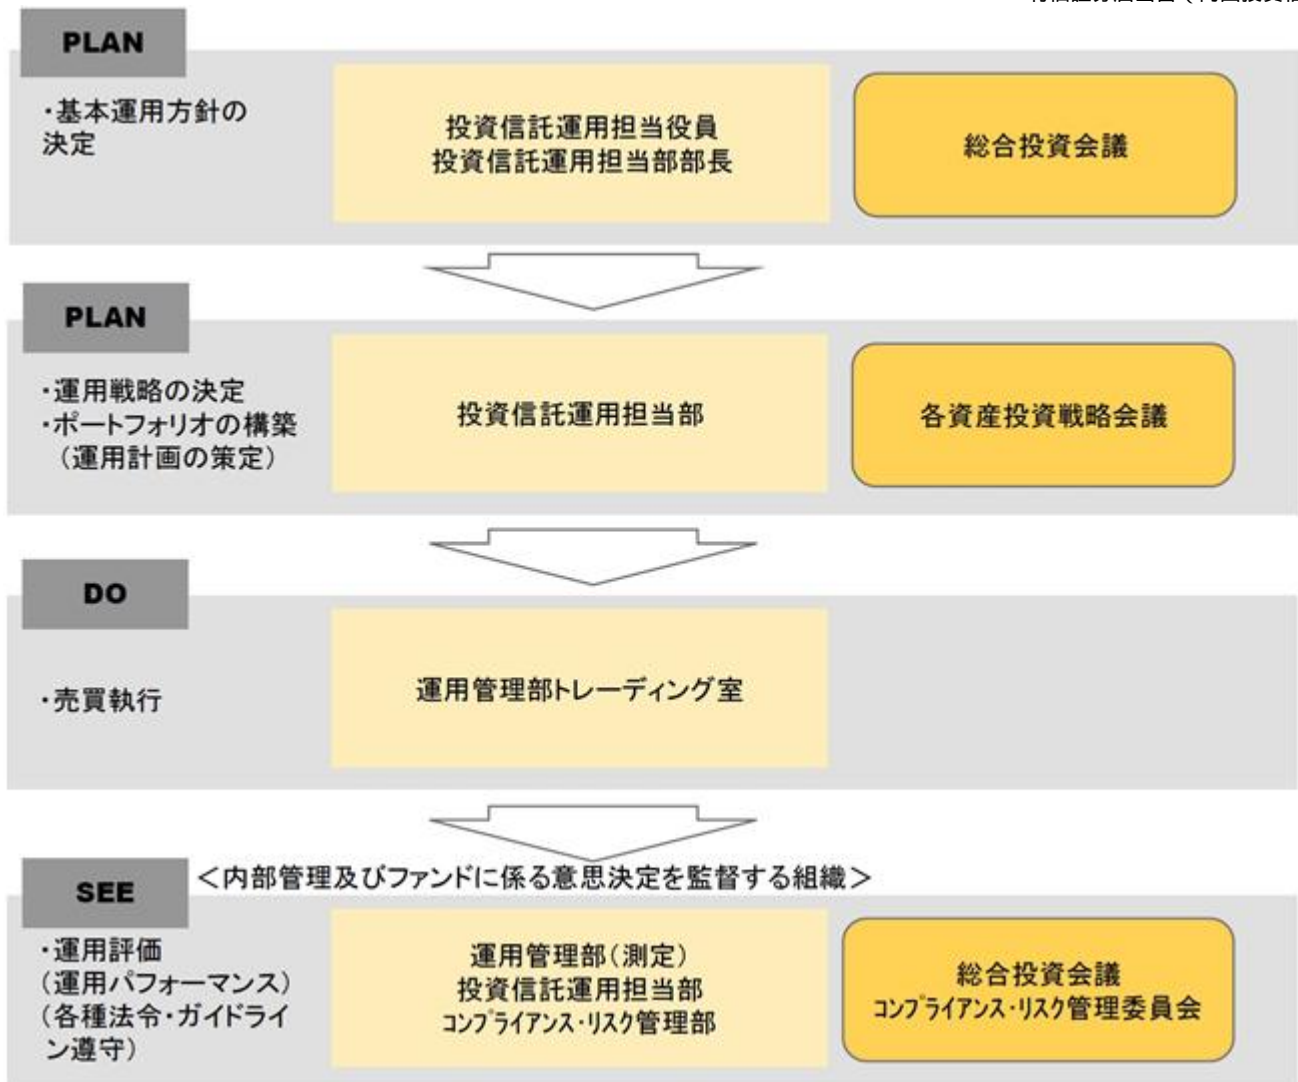 PLAN
・基本運用方針の
決定
投資信託運用担当役員
投資信託運用担当部部長
総合投資会議
PLAN
・運用戦略の決定
・ポートフォリオの構築
（運用計画の策定）
投資信託運用担当部
各資産投資戦略会議
DO
・売買執行
運用管理部トレーディング室
SEE
＜内部管理及びファンドに係る意思決定を監督する組織＞
・運用評価
（運用パフォーマンス）
（各種法令・ガイドライ
ン遵守）
運用管理部（測定）
投資信託運用担当部
ｺﾝﾌﾟﾗｲｱﾝｽ・ﾘｽｸ管理部
総合投資会議
ｺﾝﾌﾟﾗｲｱﾝｽ・ﾘｽｸ管理委員会